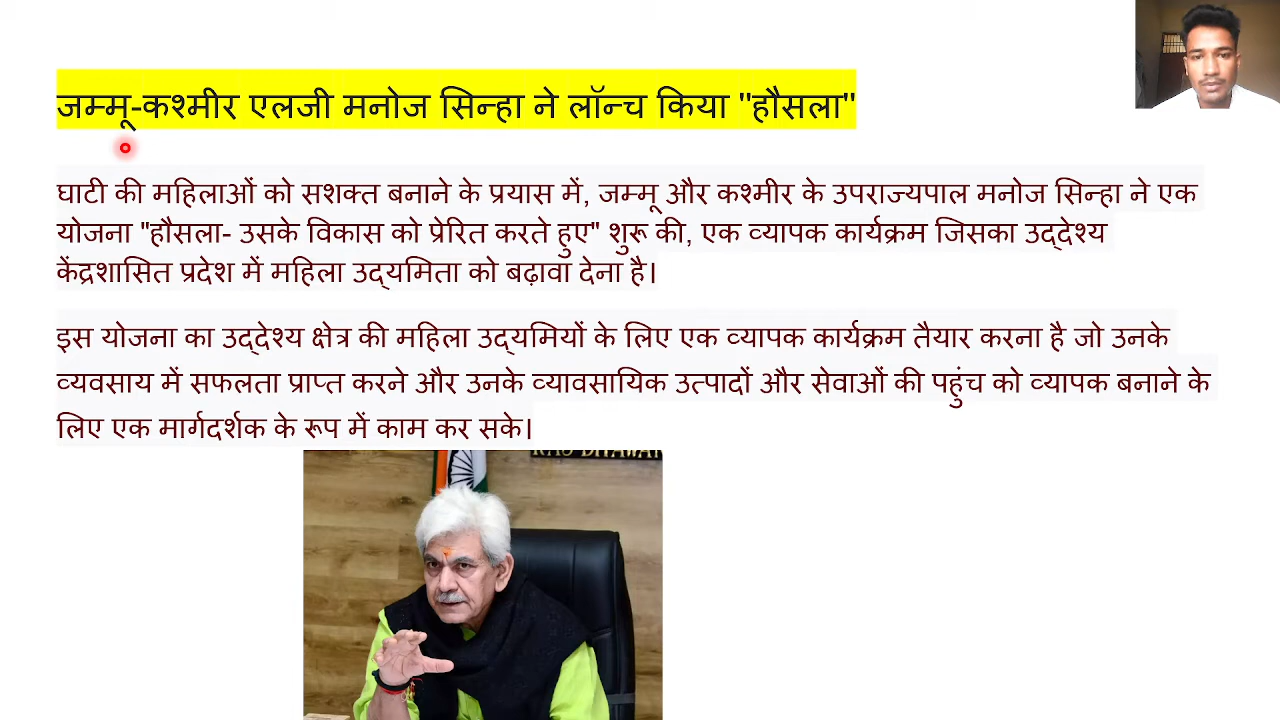 जम्मू-कश्मीर एलजी मनोज सिन्हा ने लॉन्च किया "हौसला"
घाटी की महिलाओं को सशक्त बनाने के प्रयास में, जम्मू और कश्मीर के उपराज्यपाल मनोज सिन्हा ने एक
योजना "हौसला- उसके विकास को प्रेरित करते हुए" शुरू की, एक व्यापक कार्यक्रम जिसका उद्देश्य
केंद्रशासित प्रदेश में महिला उद्यमिता को बढ़ावा देना है।
इस योजना का उद्देश्य क्षेत्र की महिला उद्यमियों के लिए एक व्यापक कार्यक्रम तैयार करना है जो उनके
व्यवसाय में सफलता प्राप्त करने और उनके व्यावसायिक उत्पादों और सेवाओं की पहुंच को व्यापक बनाने के
लिए एक मार्गदर्शक के रूप में काम कर सके।